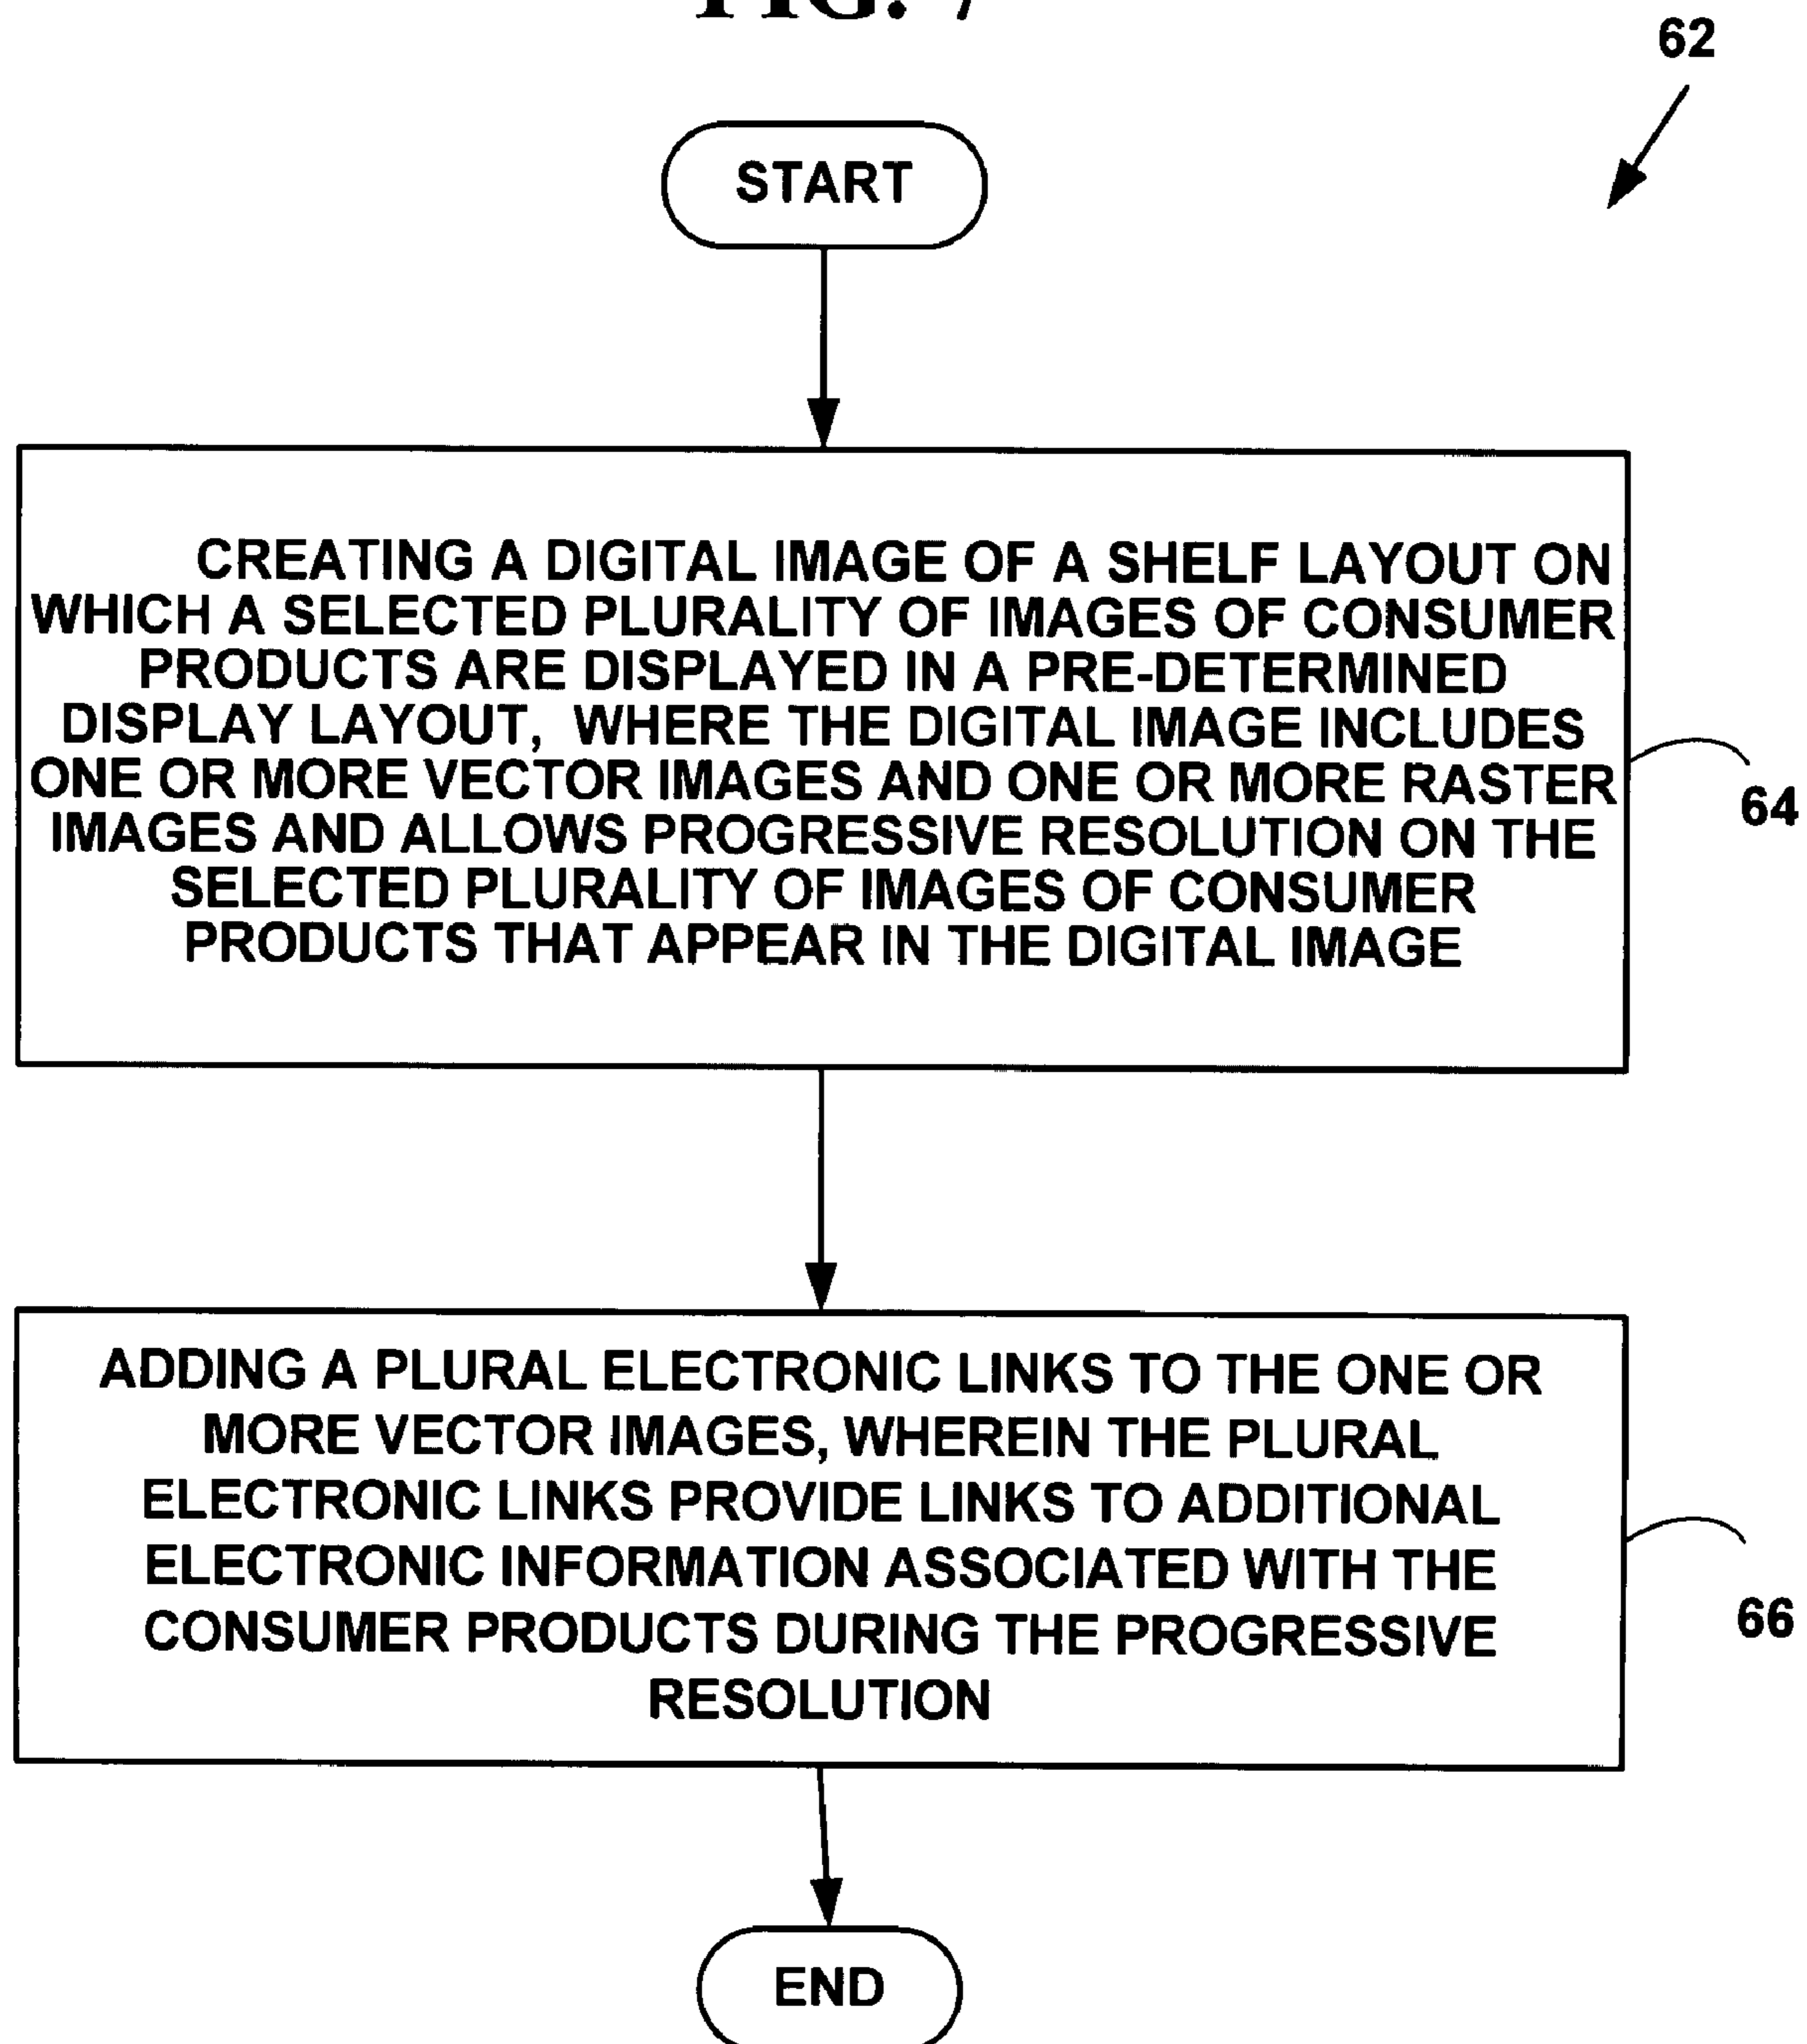 FIG. 7
62
START
CREATING A DIGITAL IMAGE OF A SHELF LAYOUT ON
WHICH A SELECTED PLURALITY OF IMAGES OF CONSUMER
PRODUCTS ARE DISPLAYED IN A PRE-DETERMINED
DISPLAY LAYOUT, WHERE THE DIGITAL IMAGE INCLUDES
ONE OR MORE VECTOR IMAGES AND ONE OR MORE RASTER
IMAGES AND ALLOWS PROGRESSIVE RESOLUTION ON THE
SELECTED PLURALITY OF IMAGES OF CONSUMER
PRODUCTS THAT APPEAR IN THE DIGITAL IMAGE
64
ADDING A PLURAL ELECTRONIC LINKS TO THE ONE OR
MORE VECTOR IMAGES, WHEREIN THE PLURAL
ELECTRONIC LINKS PROVIDE LINKS TO ADDITIONAL
ELECTRONIC INFORMATION ASSOCIATED WITH THE
CONSUMER PRODUCTS DURING THE PROGRESSIVE
RESOLUTION
66
END